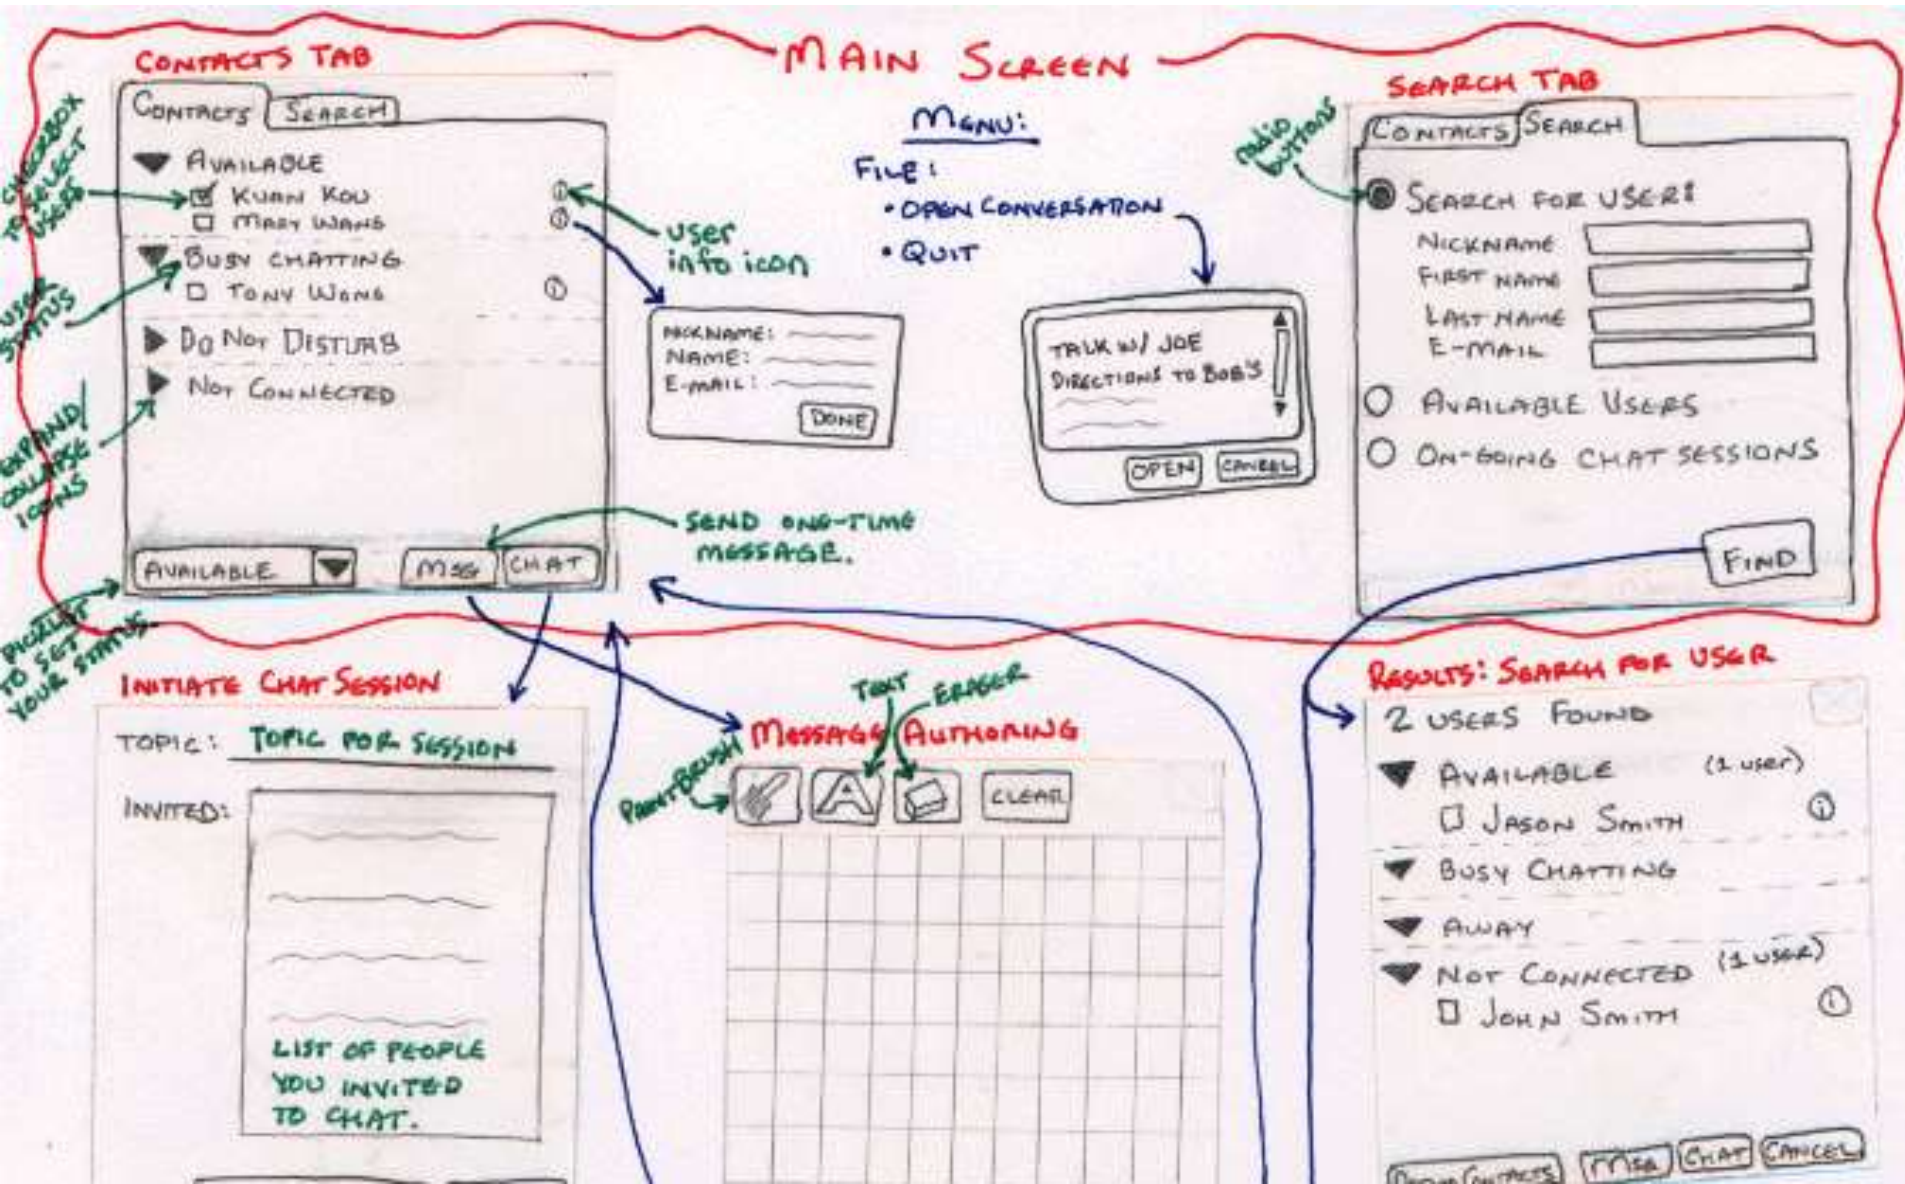 MAIN SCREEN
CONTACTS TAB
CONTACTS
SEARCH
AVAILABLE
KUAN KOU
MARY WANG
BUSY CHATTING
TONY WONG
DO NOT DISTURB
NOT CONNECTED
AVAILABLE
MSG
CHAT
CHECKBOX
TO SELECT
USERS
USER
STATUS
EXPAND/
COLLAPSE
ICONS
PICKLIST
TO SET
YOUR STATUS.
user
info icon
SEND ONE-TIME
MESSAGE.
NICKNAME:
NAME:
E-MAIL:
DONE
MENU:
FILE:
• OPEN CONVERSATION
• QUIT
TALK W/ JOE
DIRECTIONS TO BOB'S
OPEN
CANCEL
SEARCH TAB
radio
buttons
CONTACTS
SEARCH
SEARCH FOR USER:
NICKNAME
FIRST NAME
LAST NAME
E-MAIL
AVAILABLE USERS
ON-GOING CHAT SESSIONS
FIND
INITIATE CHAT SESSION
TOPIC: TOPIC FOR SESSION
INVITED:
LIST OF PEOPLE
YOU INVITED
TO CHAT.
MESSAGE AUTHORING
PAINTBRUSH
TEXT
ERASER
A
CLEAR
RESULTS: SEARCH FOR USER
2 USERS FOUND
AVAILABLE (1 user)
JASON SMITH
BUSY CHATTING
AWAY
NOT CONNECTED (1 user)
JOHN SMITH
CONTACTS
MSG
CHAT
CANCEL